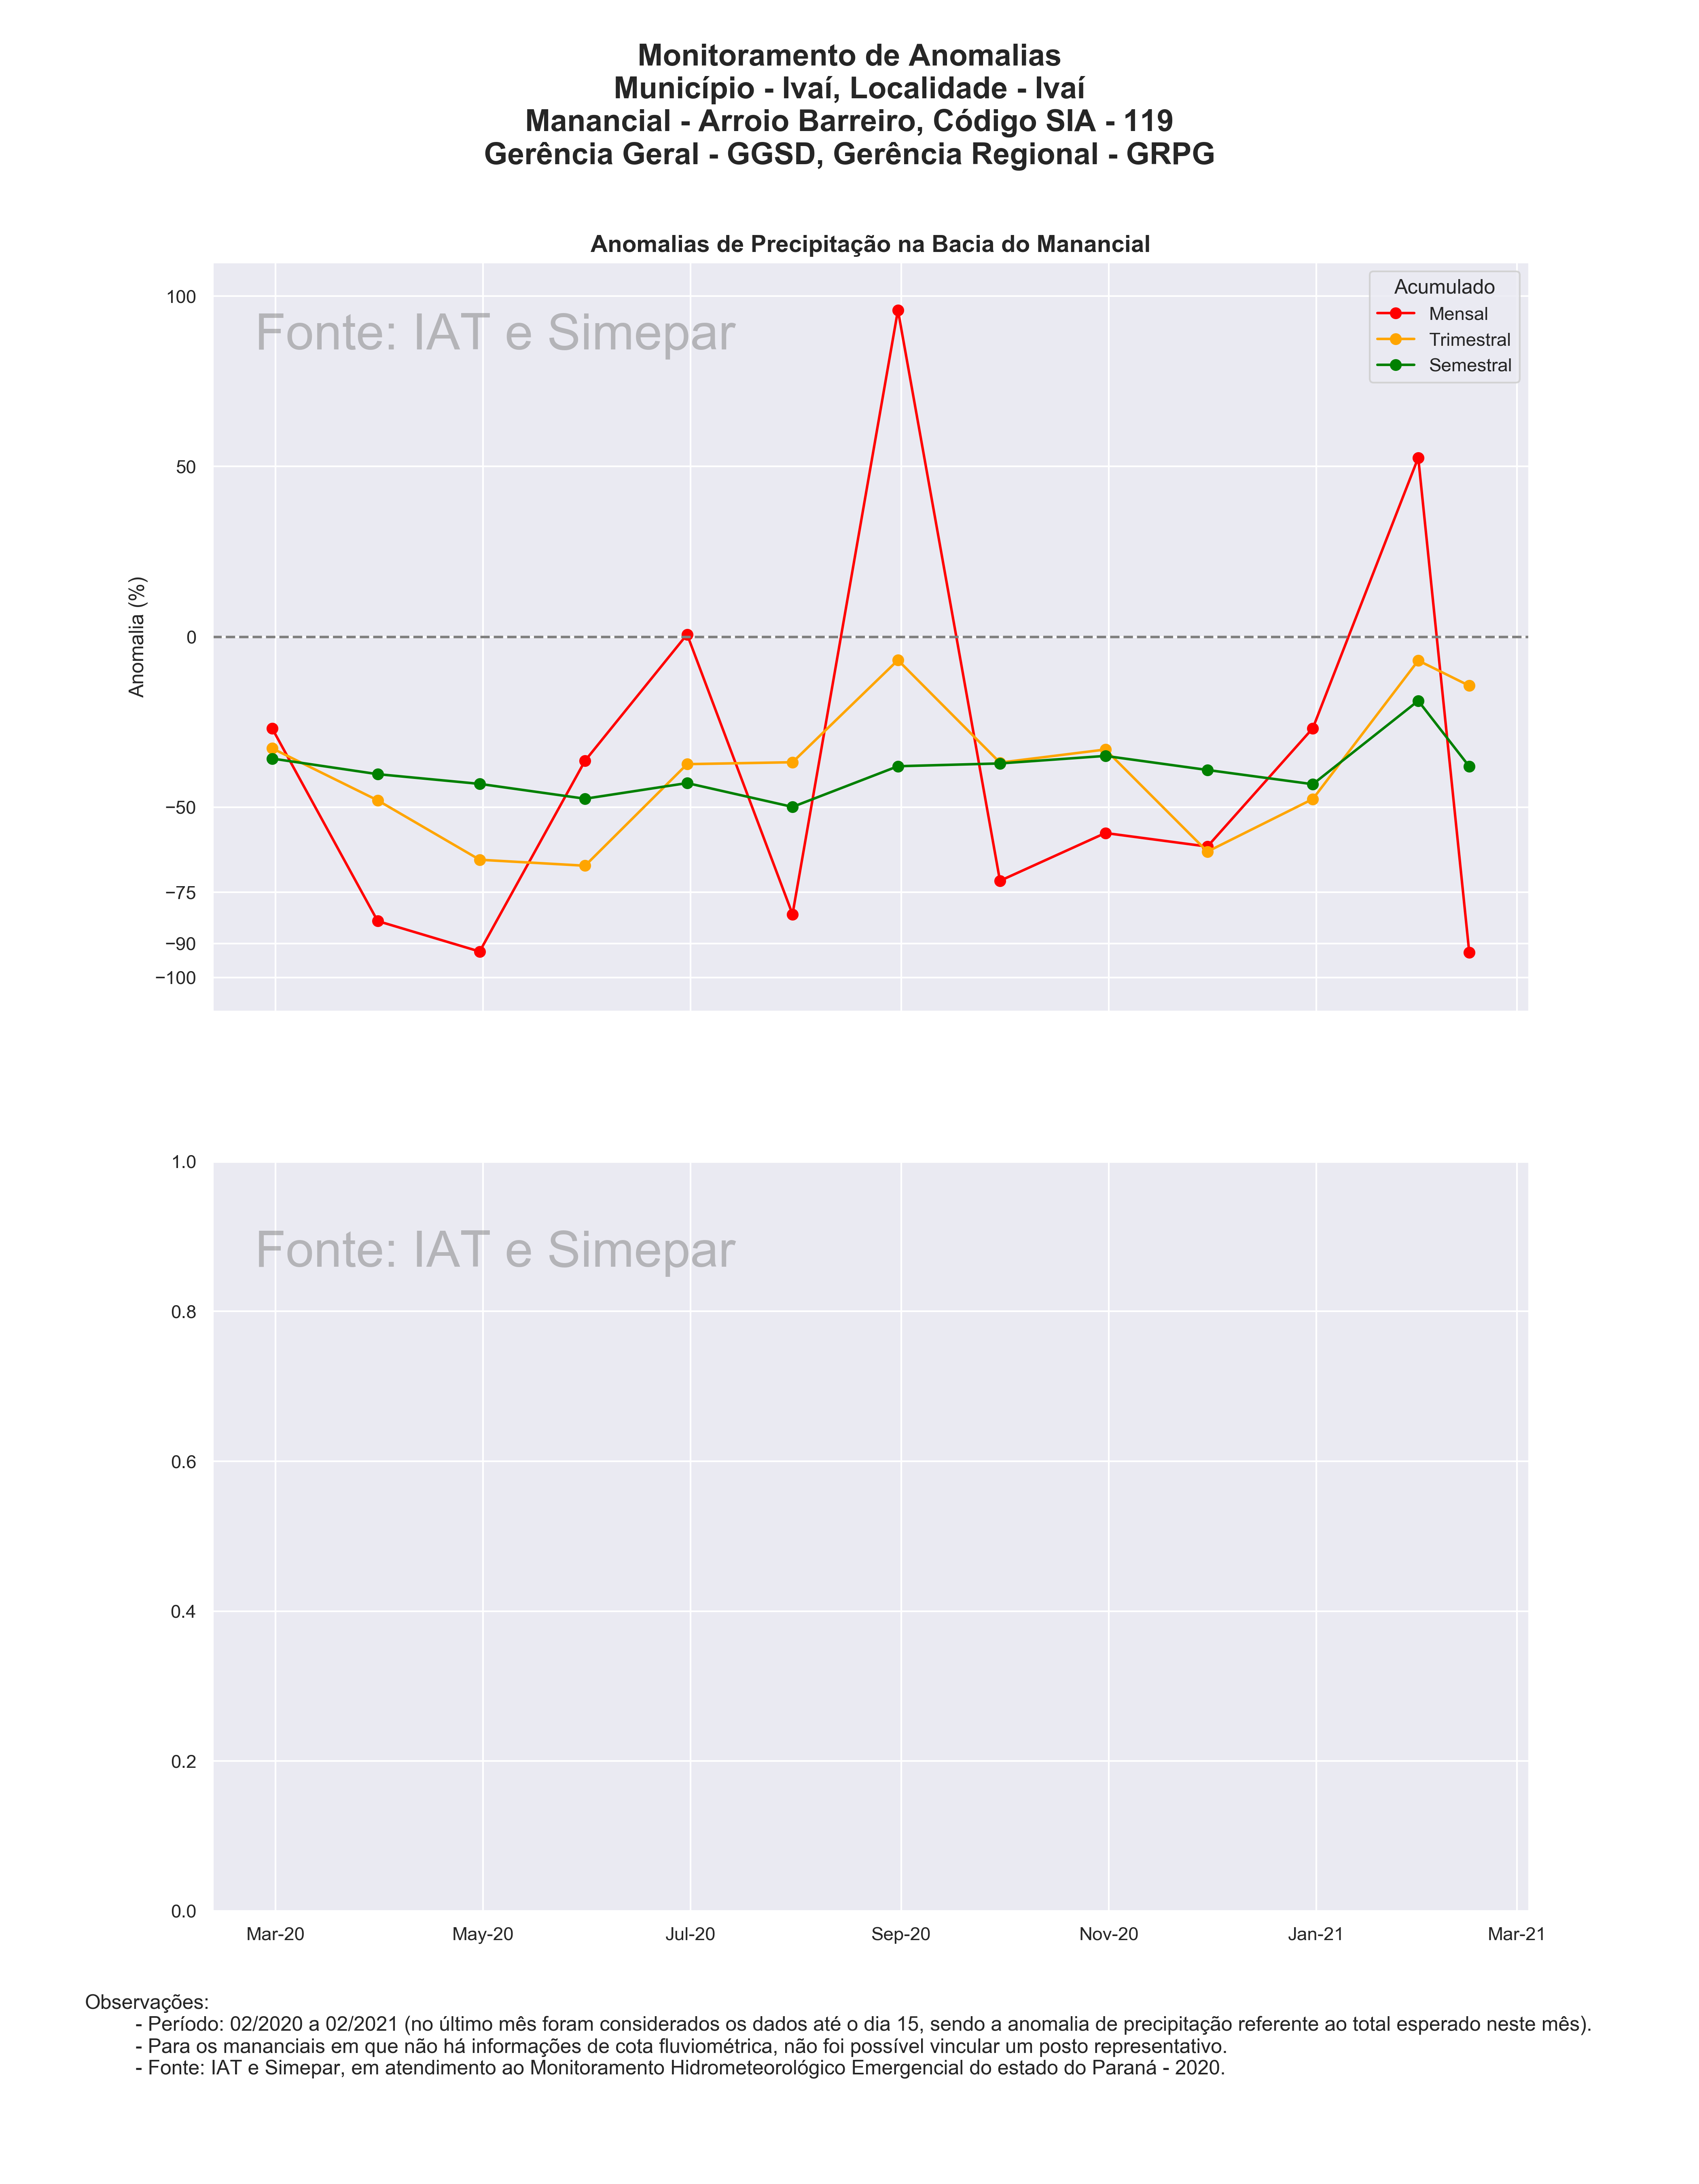 Monitoramento de Anomalias
Município - Ivaí, Localidade - Ivaí
Manancial - Arroio Barreiro, Código SIA - 119
Gerência Geral - GGSD, Gerência Regional - GRPG
Anomalias de Precipitação na Bacia do Manancial
Fonte: IAT e Simepar
Acumulado
Mensal
Trimestral
Semestral
Anomalia (%)
100
50
0
−50
−75
−90
−100
Fonte: IAT e Simepar
1.0
0.8
0.6
0.4
0.2
0.0
Mar-20 May-20 Jul-20 Sep-20 Nov-20 Jan-21 Mar-21
Observações:
- Período: 02/2020 a 02/2021 (no último mês foram considerados os dados até o dia 15, sendo a anomalia de precipitação referente ao total esperado neste mês).
- Para os mananciais em que não há informações de cota fluviométrica, não foi possível vincular um posto representativo.
- Fonte: IAT e Simepar, em atendimento ao Monitoramento Hidrometeorológico Emergencial do estado do Paraná - 2020.